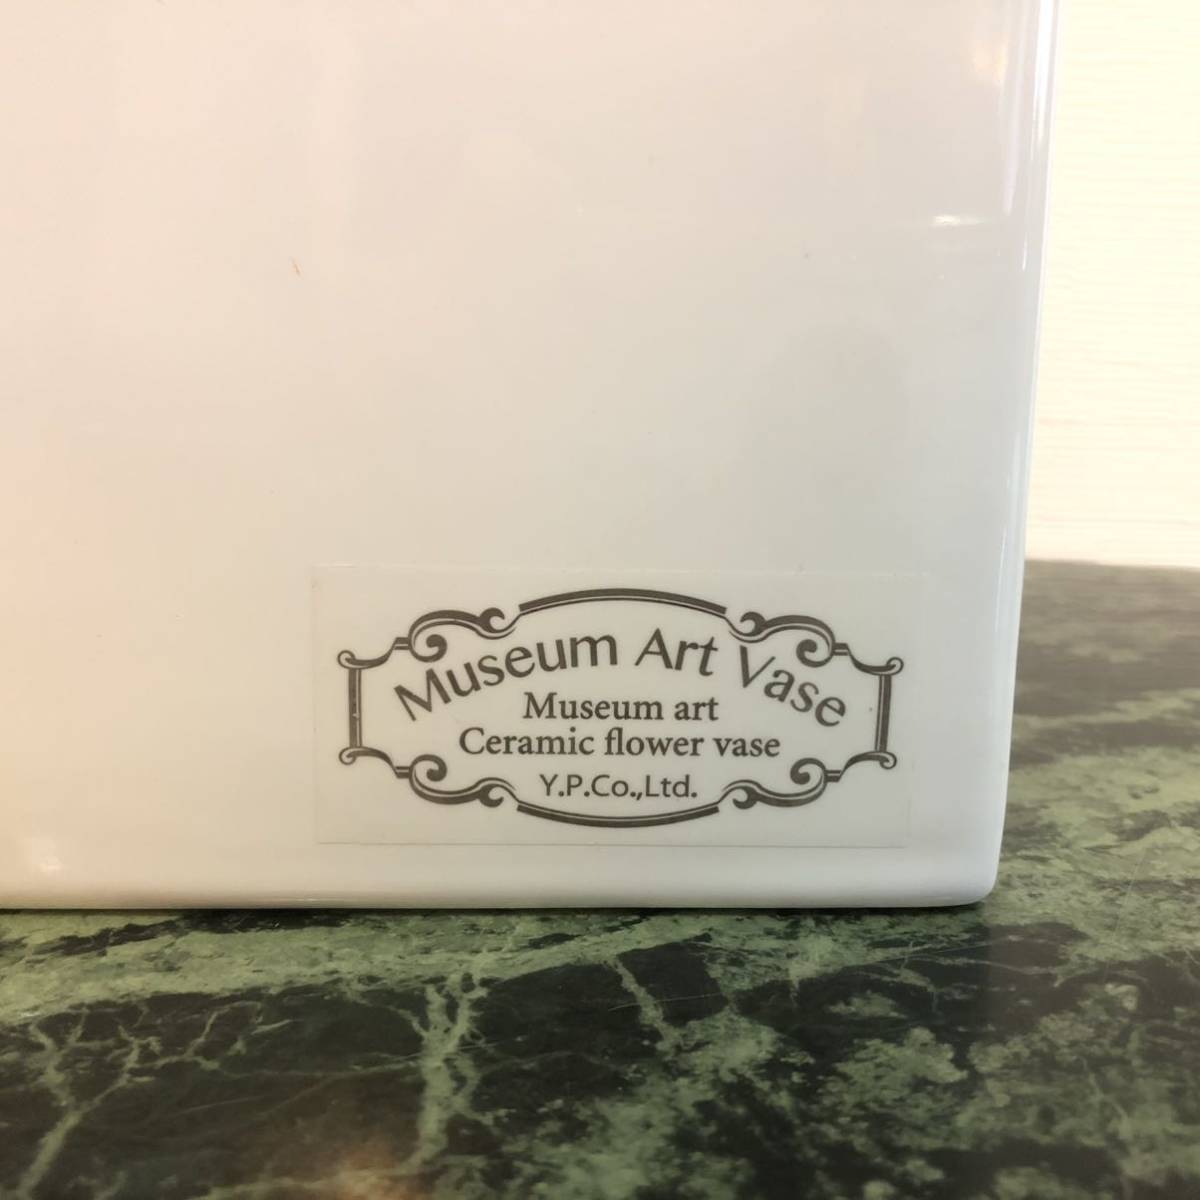 Museum Art Vase
Museum art
Ceramic flower vase
Y.P.Co.,Ltd.